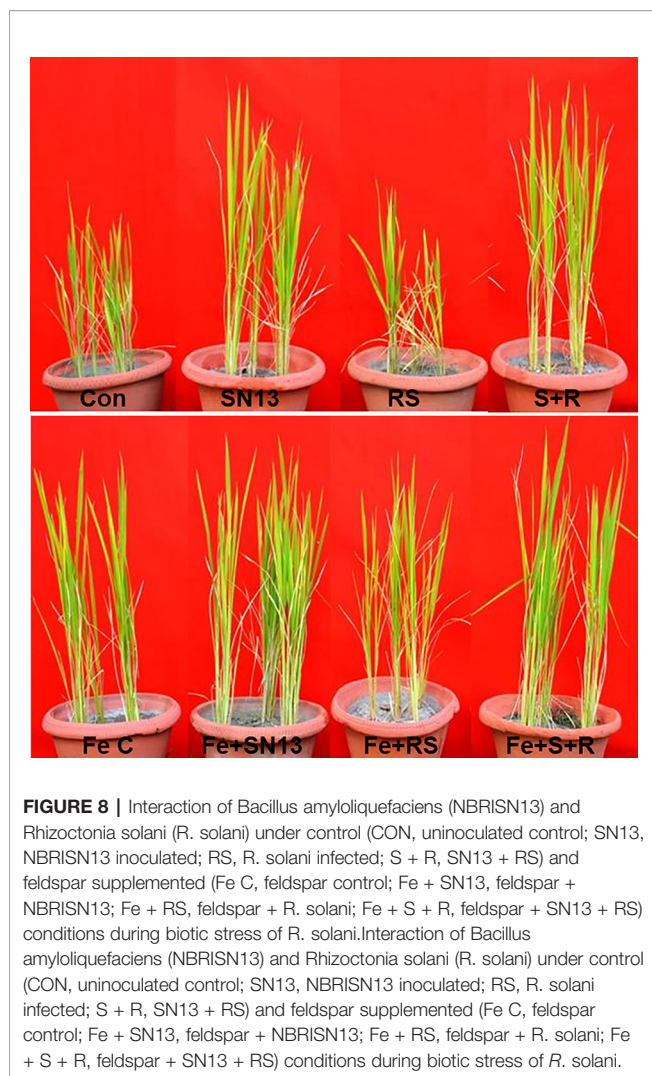 Con SN13 RS S+R
Fe C Fe+SN13 Fe+RS Fe+S+R
FIGURE 8 | Interaction of Bacillus amyloliquefaciens (NBRISN13) and
Rhizoctonia solani (R. solani) under control (CON, uninoculated control; SN13,
NBRISN13 inoculated; RS, R. solani infected; S + R, SN13 + RS) and
feldspar supplemented (Fe C, feldspar control; Fe + SN13, feldspar +
NBRISN13; Fe + RS, feldspar + R. solani; Fe + S + R, feldspar + SN13 + RS)
conditions during biotic stress of R. solani.Interaction of Bacillus
amyloliquefaciens (NBRISN13) and Rhizoctonia solani (R. solani) under control
(CON, uninoculated control; SN13, NBRISN13 inoculated; RS, R. solani
infected; S + R, SN13 + RS) and feldspar supplemented (Fe C, feldspar
control; Fe + SN13, feldspar + NBRISN13; Fe + RS, feldspar + R. solani; Fe
+ S + R, feldspar + SN13 + RS) conditions during biotic stress of R. solani.